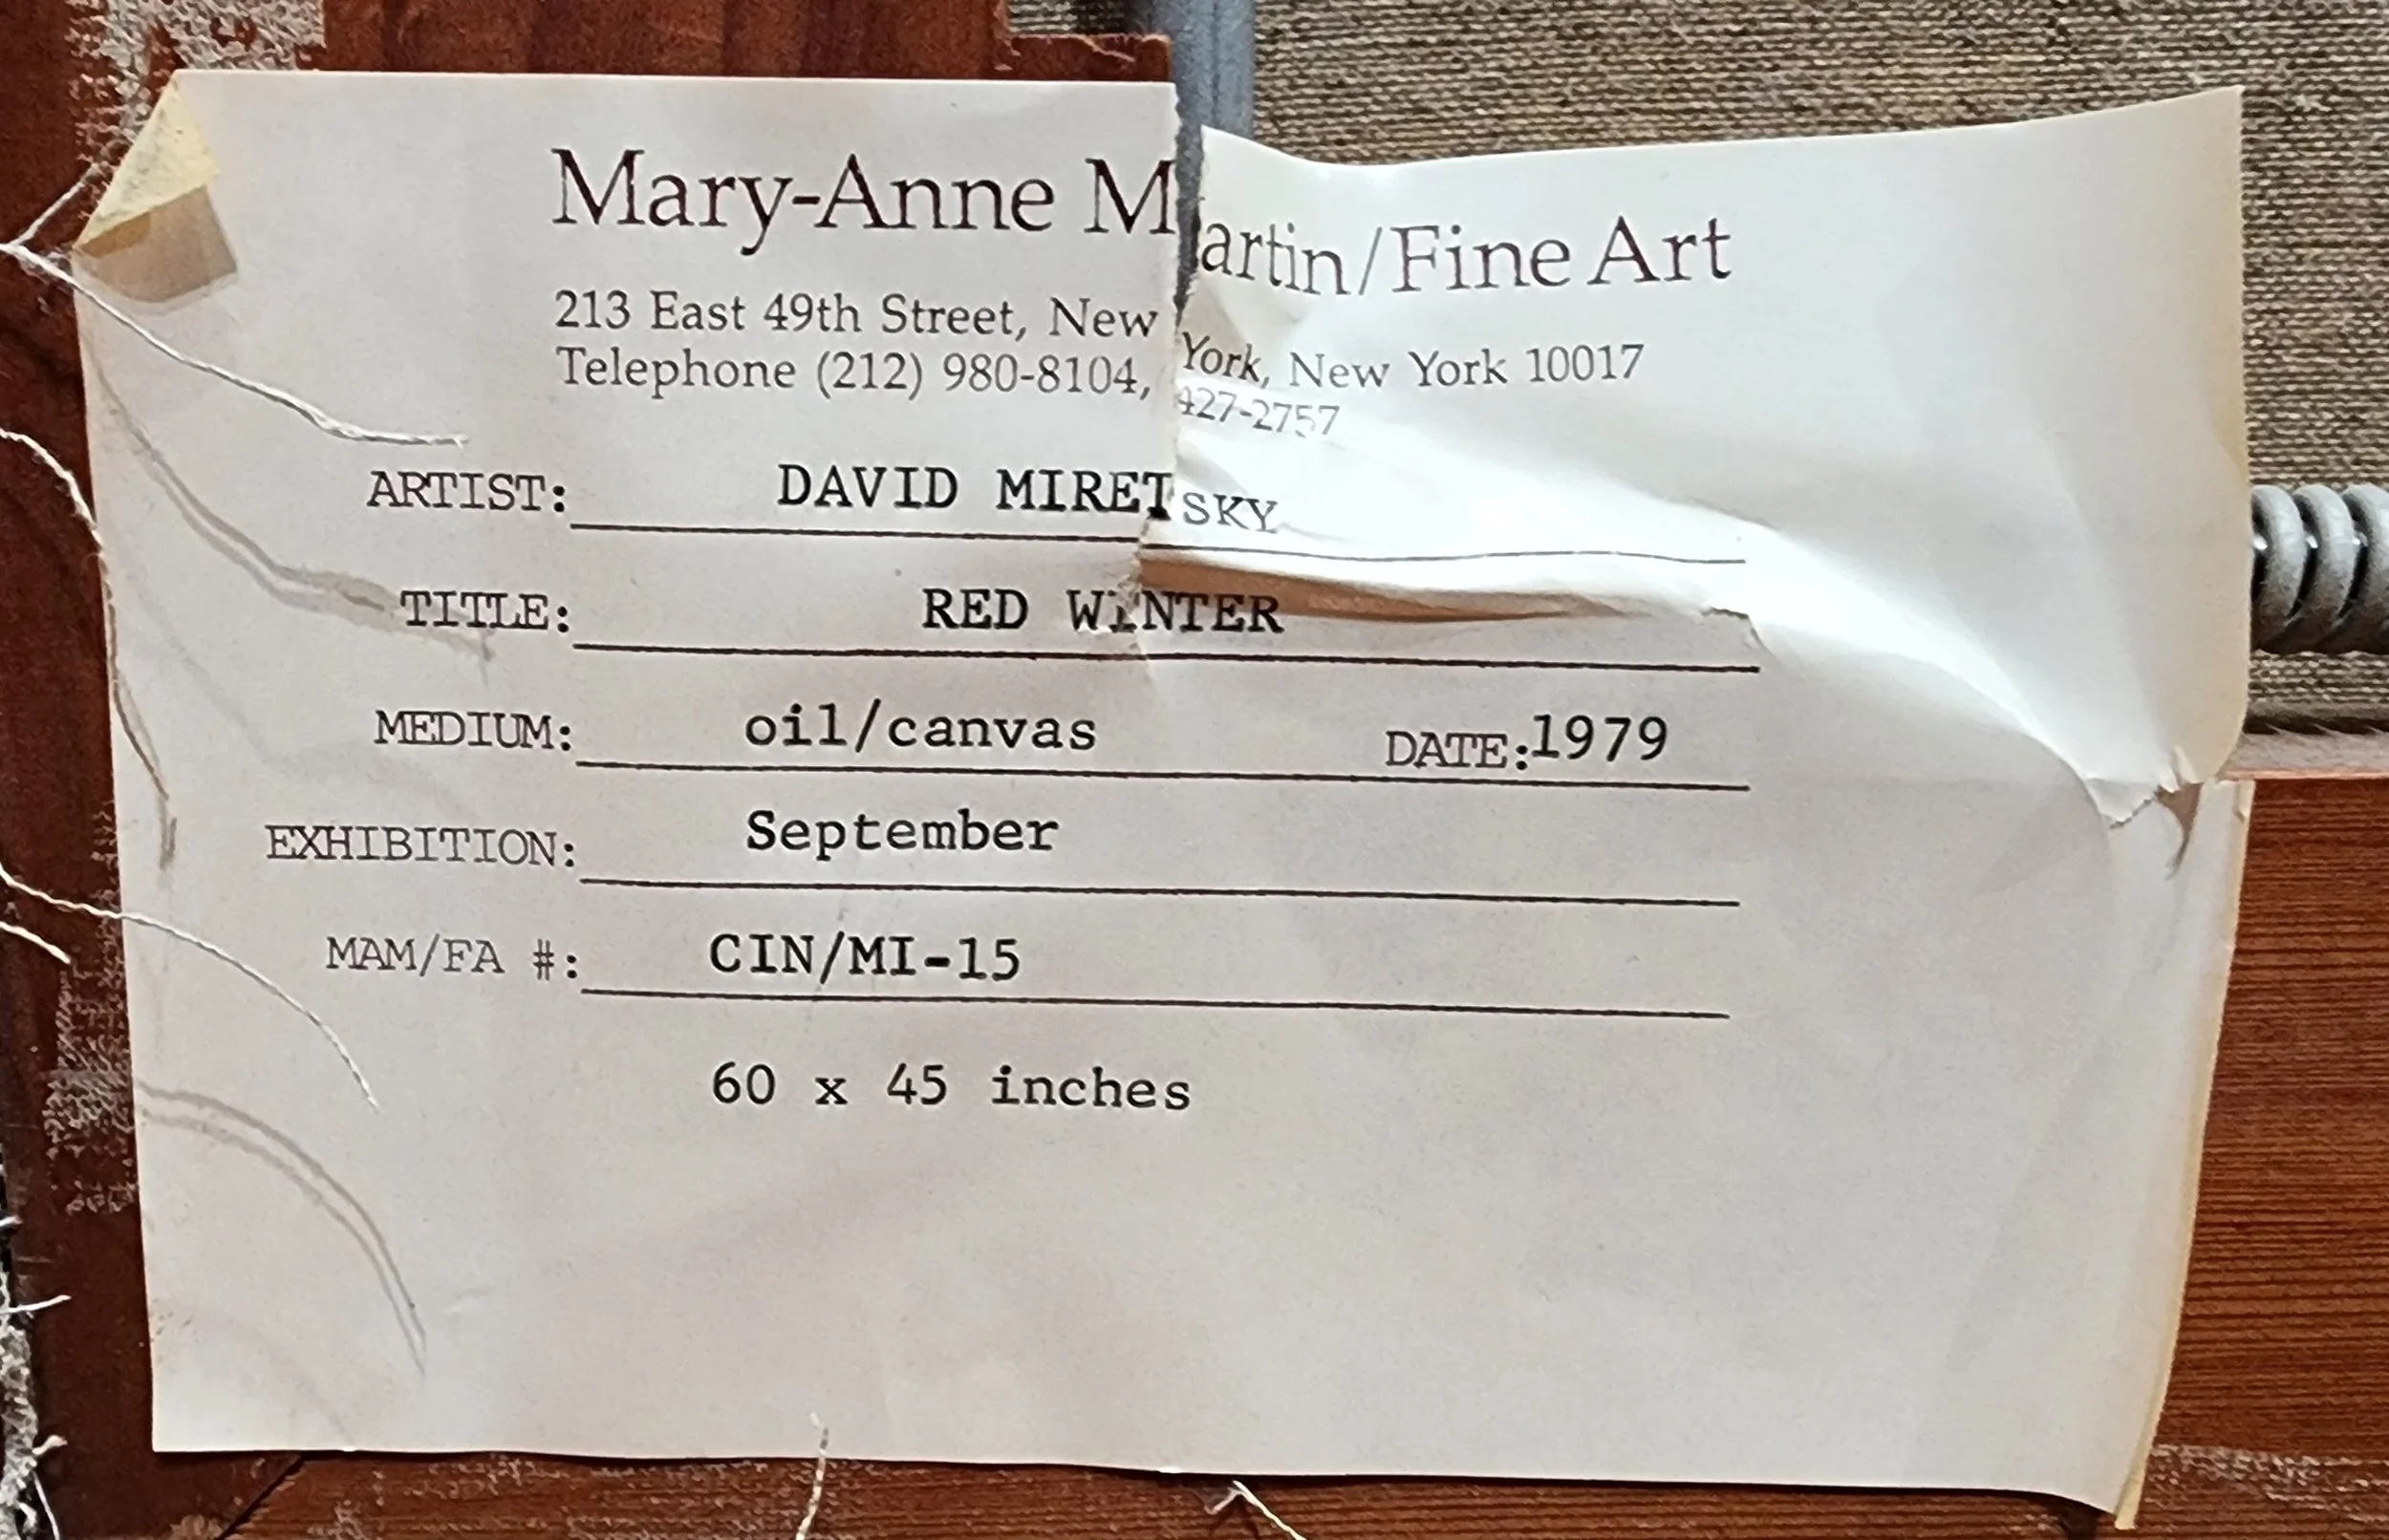 Mary-Anne Martin/Fine Art
213 East 49th Street, New York, New York 10017
Telephone (212) 980-8104, 427-2757
ARTIST: DAVID MIRETSKY
TITLE: RED WINTER
MEDIUM: oil/canvas DATE: 1979
EXHIBITION: September
MAM/FA #: CIN/MI-15
60 x 45 inches